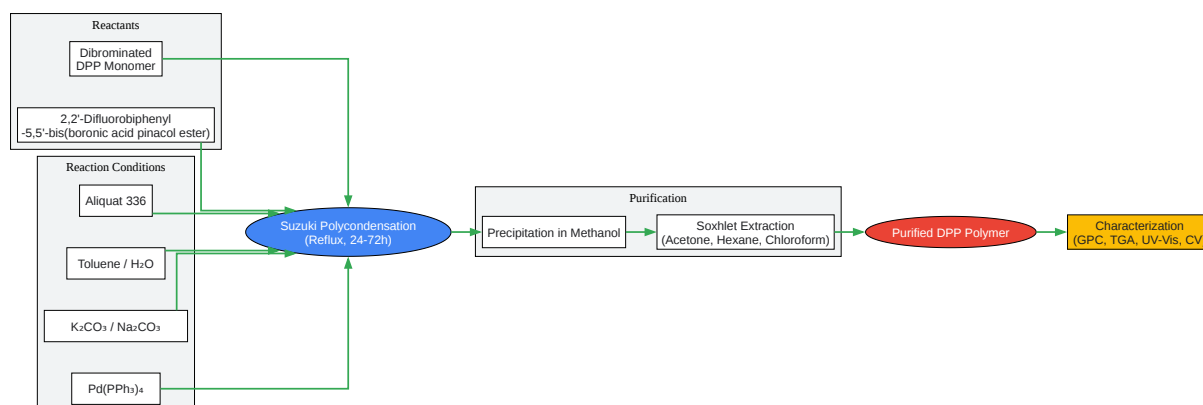 Reactants
Dibrominated
DPP Monomer
2,2'-Difluorobiphenyl
-5,5'-bis(boronic acid pinacol ester)
Reaction Conditions
Aliquat 336
Toluene / H₂O
K₂CO₃ / Na₂CO₃
Pd(PPh₃)₄
Suzuki Polycondensation
(Reflux, 24-72h)
Purification
Precipitation in Methanol
Soxhlet Extraction
(Acetone, Hexane, Chloroform)
Purified DPP Polymer
Characterization
(GPC, TGA, UV-Vis, CV